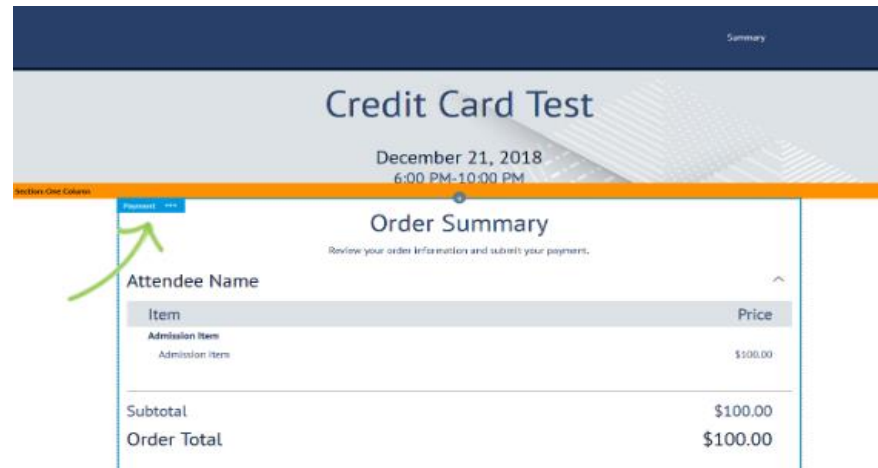 Summary
Credit Card Test
December 21, 2018
6:00 PM-10:00 PM
Section: One Column
Payment
Order Summary
Review your order information and submit your payment.
Attendee Name
Item Price
Admission Item
Admission Item $100.00
Subtotal $100.00
Order Total $100.00